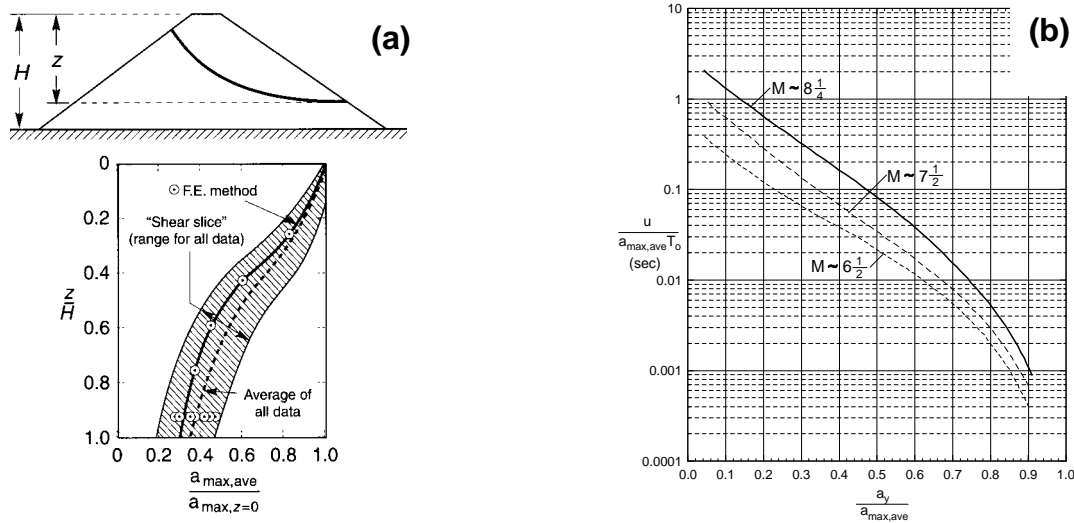 (a)
H
z
F.E. method
"Shear slice"
(range for all data)
Average of
all data
0
0.2
0.4
0.6
0.8
1.0
z
H
0
0.2
0.4
0.6
0.8
1.0
a max,ave
a max,z=0
(b)
10
1
0.1
0.01
0.001
0.0001
M ~ 8 1/4
M ~ 7 1/2
M ~ 6 1/2
u
a max,ave T o
(sec)
0.0
0.1
0.2
0.3
0.4
0.5
0.6
0.7
0.8
0.9
1.0
a y
a max,ave